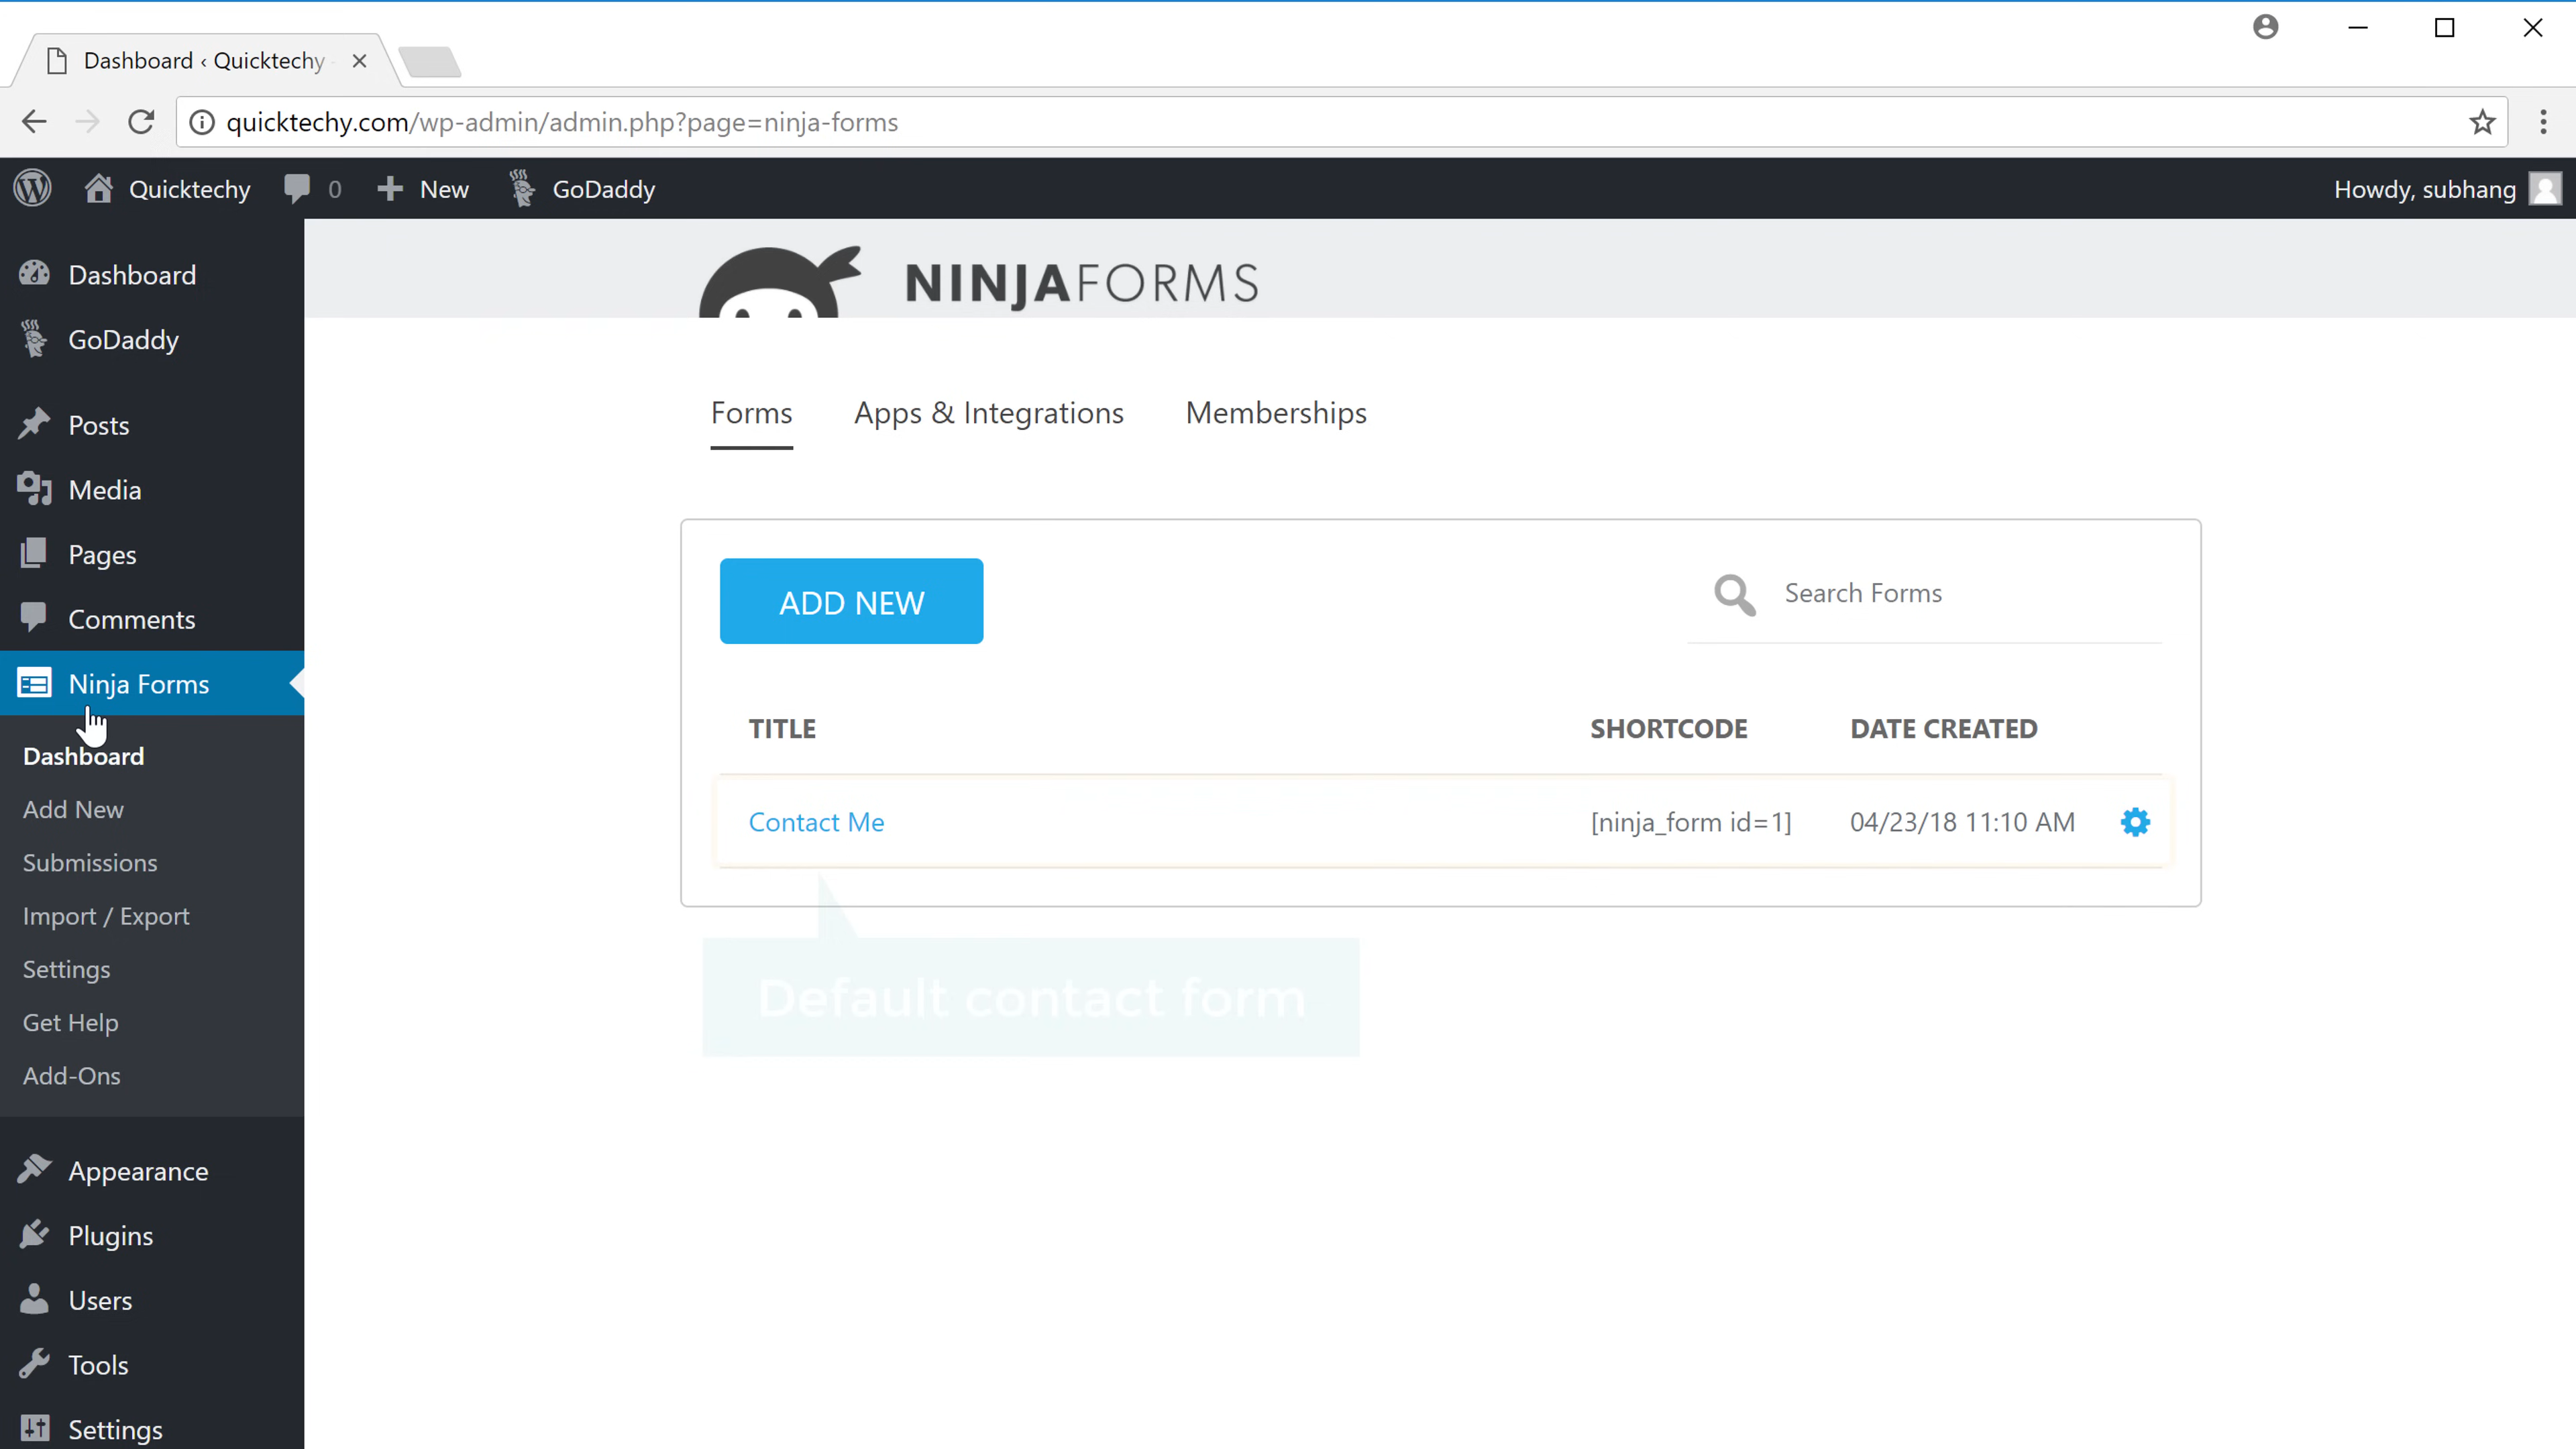 Dashboard ‹ Quicktechy
quicktechy.com/wp-admin/admin.php?page=ninja-forms
Quicktechy 0 New GoDaddy Howdy, subhang
Dashboard
GoDaddy
Posts
Media
Pages
Comments
Ninja Forms
Dashboard
Add New
Submissions
Import / Export
Settings
Get Help
Add-Ons
Appearance
Plugins
Users
Tools
Settings
NINJAFORMS
Forms Apps & Integrations Memberships
ADD NEW Search Forms
TITLE SHORTCODE DATE CREATED
Contact Me [ninja_form id=1] 04/23/18 11:10 AM
Default contact form